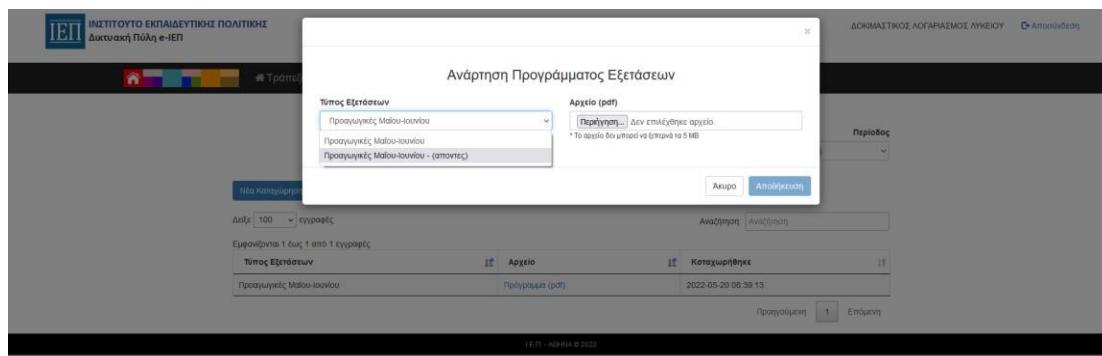 ΙΕΠ
ΙΝΣΤΙΤΟΥΤΟ ΕΚΠΑΙΔΕΥΤΙΚΗΣ ΠΟΛΙΤΙΚΗΣ
Δικτυακή Πύλη e-ΙΕΠ
ΔΟΚΙΜΑΣΤΙΚΟΣ ΛΟΓΑΡΙΑΣΜΟΣ ΛΥΚΕΙΟΥ
Αποσύνδεση
×
Ανάρτηση Προγράμματος Εξετάσεων
Τύπος Εξετάσεων
Αρχείο (pdf)
Προαγωγικές Μαΐου-Ιουνίου
Περιήγηση... Δεν επιλέχθηκε αρχείο.
* Το αρχείο δεν μπορεί να ξεπερνά τα 5 MB
Προαγωγικές Μαΐου-Ιουνίου
Προαγωγικές Μαΐου-Ιουνίου - (αποντες)
Περίοδος
Άκυρο
Αποθήκευση
Νέα
Δείξε 100 εγγραφές
Αναζήτηση: Αναζήτηση
Εμφανίζονται 1 έως 1 από 1 εγγραφές
Τύπος Εξετάσεων Αρχείο Καταχωρήθηκε
Προαγωγικές Μαΐου-Ιουνίου Πρόγραμμα (pdf) 2022-05-20 08:39:13
Προηγούμενη 1 Επόμενη
Ι.Ε.Π. - ΑΘΗΝΑ © 2022